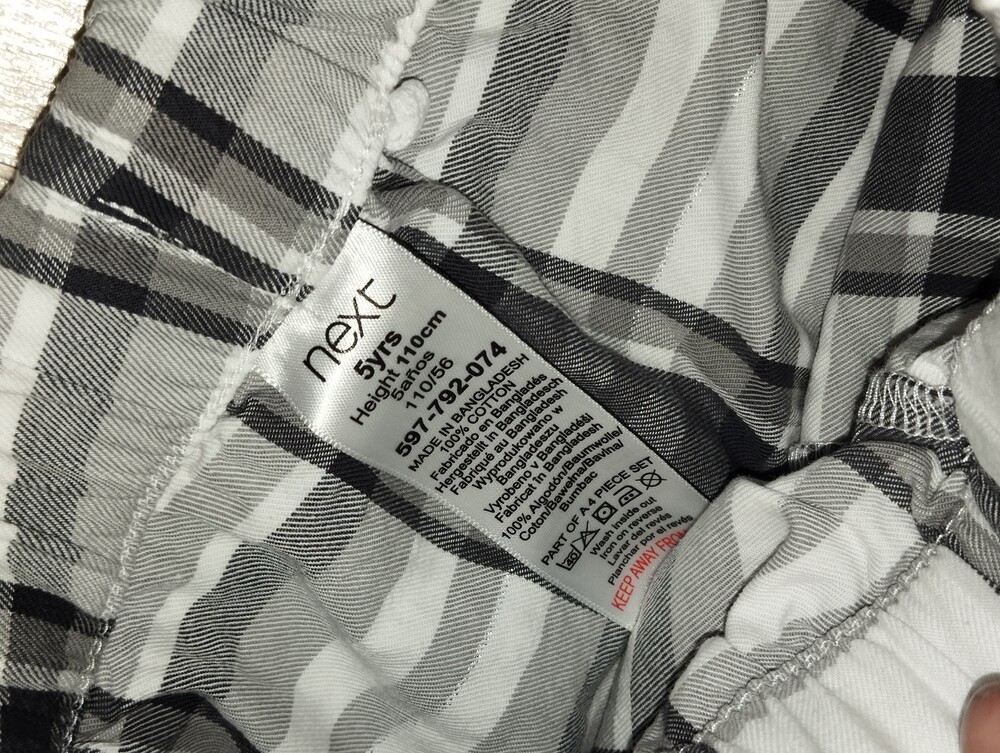 next
5yrs
Height 110cm
5años
110/56
597-792-074
MADE IN BANGLADESH
100% COTTON
Fabricado en Bangladés
Hergestellt in Bangladesch
Fabriqué au Bangladesh
Wyprodukowano w
Bangladeszu
Vyrobeno v Bangladéši
Fabricat în Bangladesh
100% Algodón/Baumwolle/
Coton/Bawełna/Bavlna/
Bumbac
PART OF A 4 PIECE SET
40
Wash inside out
Iron on reverse
Lavar del revés
Planchar por el revés
KEEP AWAY FRO